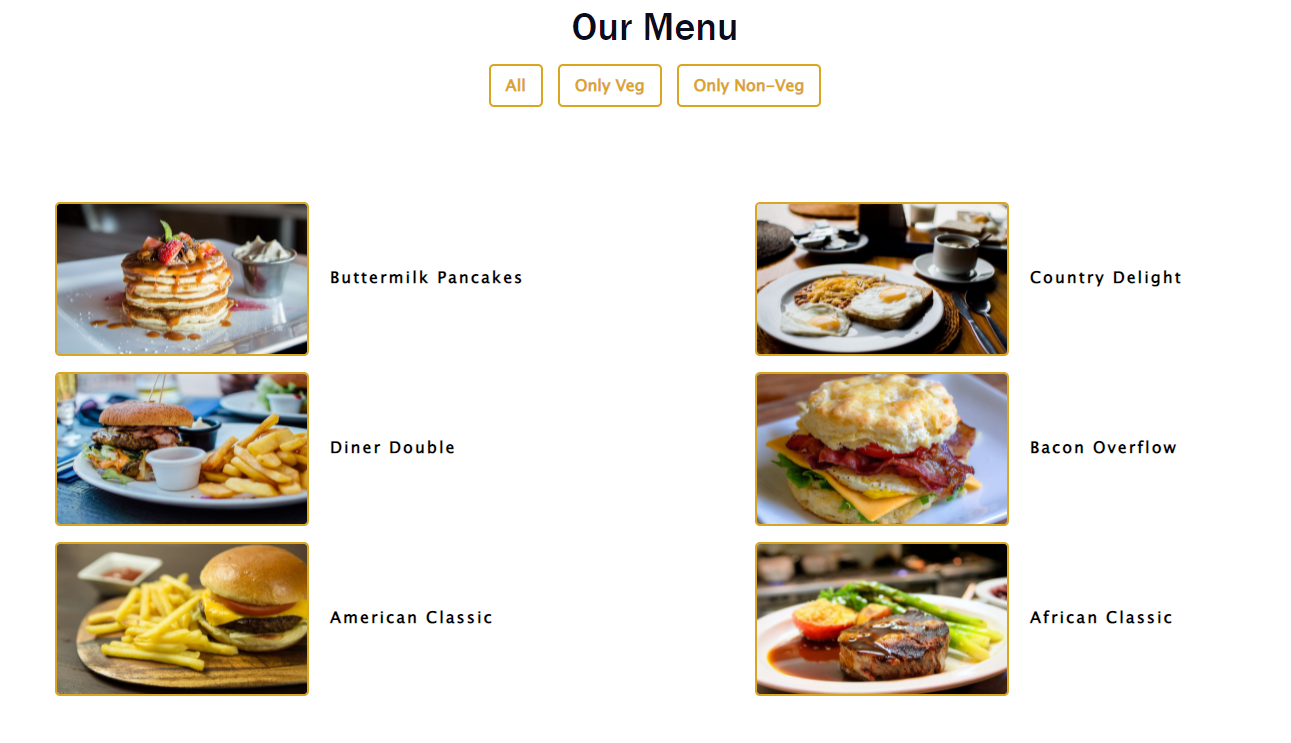 Our Menu
All
Only Veg
Only Non-Veg
Buttermilk Pancakes
Country Delight
Diner Double
Bacon Overflow
American Classic
African Classic